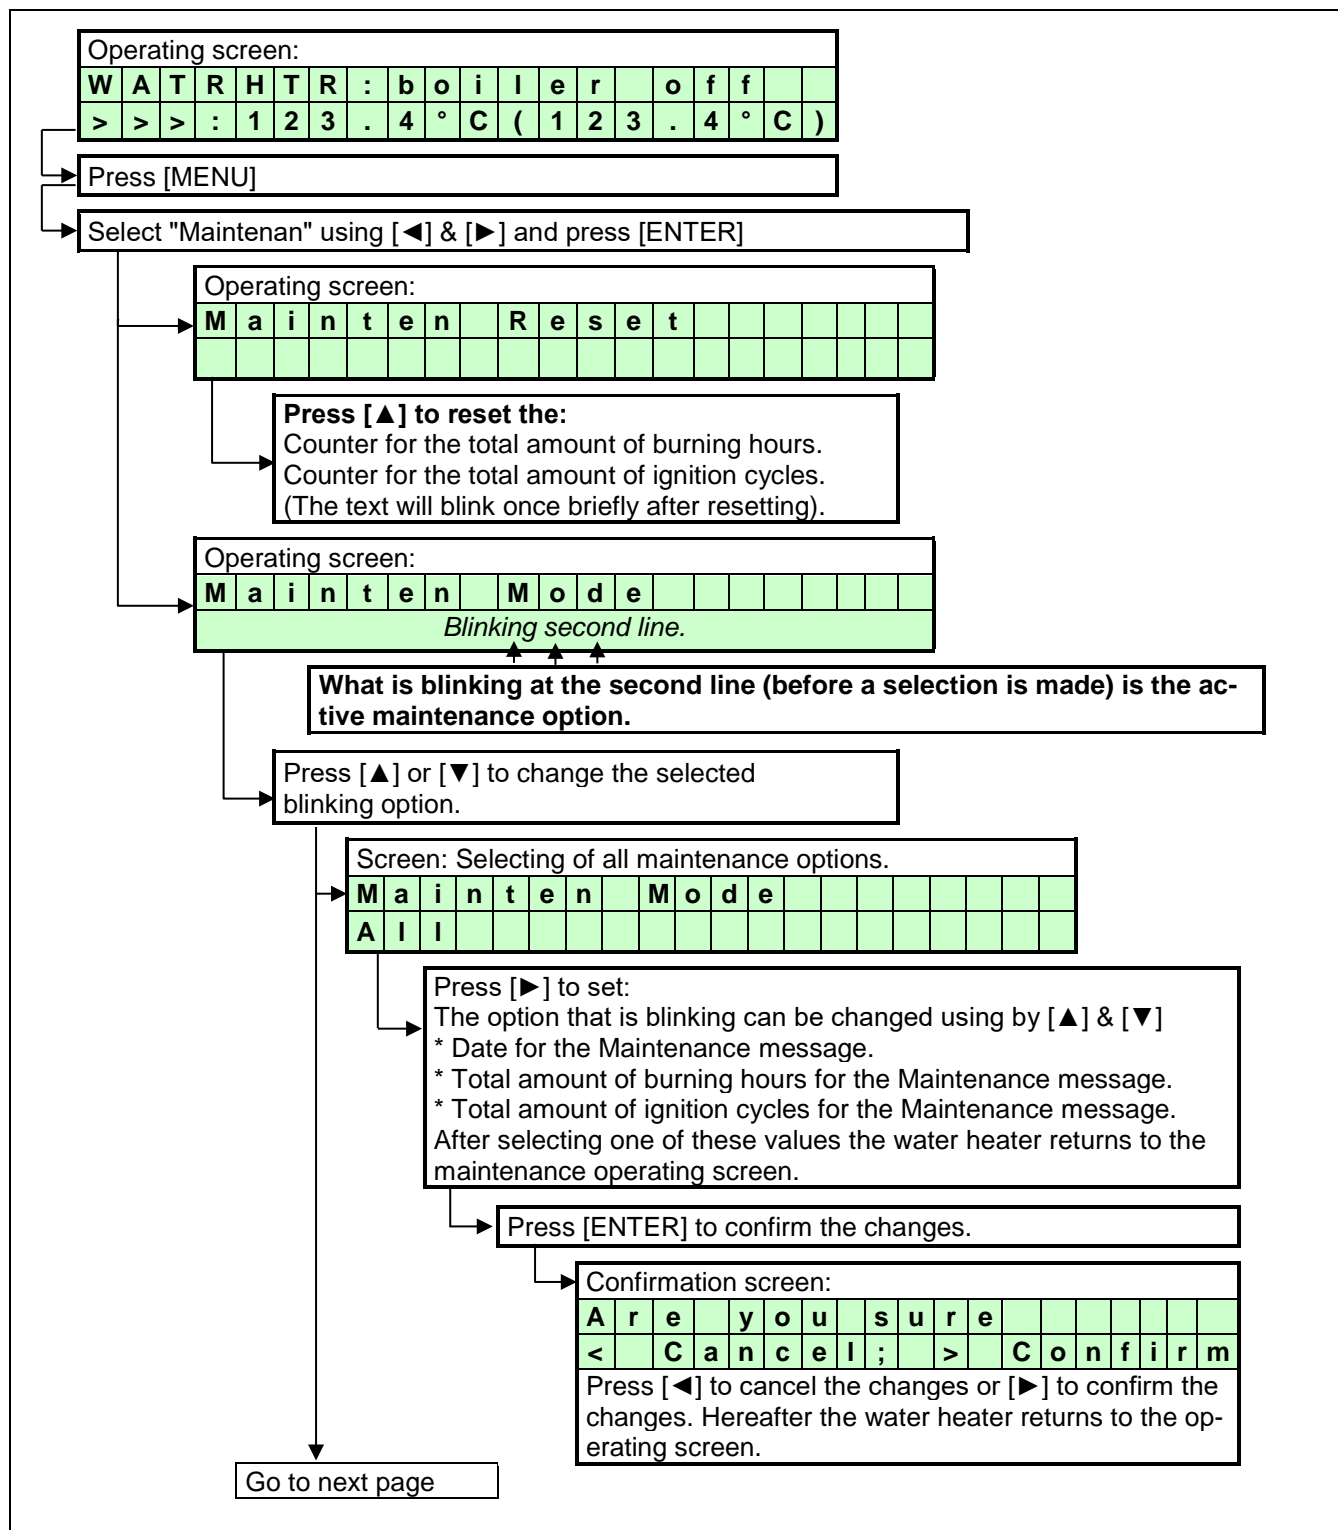 Operating screen:
WATRHTR:boiler off
>>>:123.4°C(123.4°C)
Press [MENU]
Select "Maintenan" using [◄] & [►] and press [ENTER]
Operating screen:
Mainten Reset
Press [▲] to reset the:
Counter for the total amount of burning hours.
Counter for the total amount of ignition cycles.
(The text will blink once briefly after resetting).
Operating screen:
Mainten Mode
Blinking second line.
What is blinking at the second line (before a selection is made) is the ac-
tive maintenance option.
Press [▲] or [▼] to change the selected
blinking option.
Screen: Selecting of all maintenance options.
Mainten Mode
All
Press [►] to set:
The option that is blinking can be changed using by [▲] & [▼]
* Date for the Maintenance message.
* Total amount of burning hours for the Maintenance message.
* Total amount of ignition cycles for the Maintenance message.
After selecting one of these values the water heater returns to the
maintenance operating screen.
Press [ENTER] to confirm the changes.
Confirmation screen:
Are you sure
< Cancel; > Confirm
Press [◄] to cancel the changes or [►] to confirm the
changes. Hereafter the water heater returns to the op-
erating screen.
Go to next page